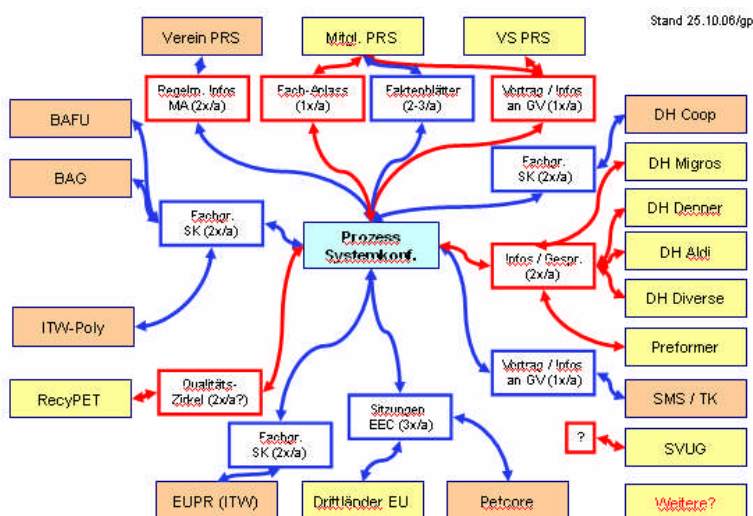 Stand 25.10.06/gp
Verein PRS
Mitgl. PRS
VS PRS
Regelm. Infos
MA (2x/a)
Fach-Anlass
(1x/a)
Faktenblätter
(2-3/a)
Vortrag / Infos
an GV (1x/a)
BAFU
BAG
DH Coop
DH Migros
DH Denner
DH Aldi
DH Diverse
Preformer
Fachgr.
SK (2x/a)
Fachgr.
SK (2x/a)
Prozess
Systemkonf.
Infos / Gespr.
(2x/a)
ITW-Poly
RecyPET
Qualitäts-
Zirkel (2x/a?)
Vortrag / Infos
an GV (1x/a)
SMS / TK
Sitzungen
EEC (3x/a)
Fachgr.
SK (2x/a)
?
SVUG
EUPR (ITW)
Drittländer EU
Petcore
Weitere?